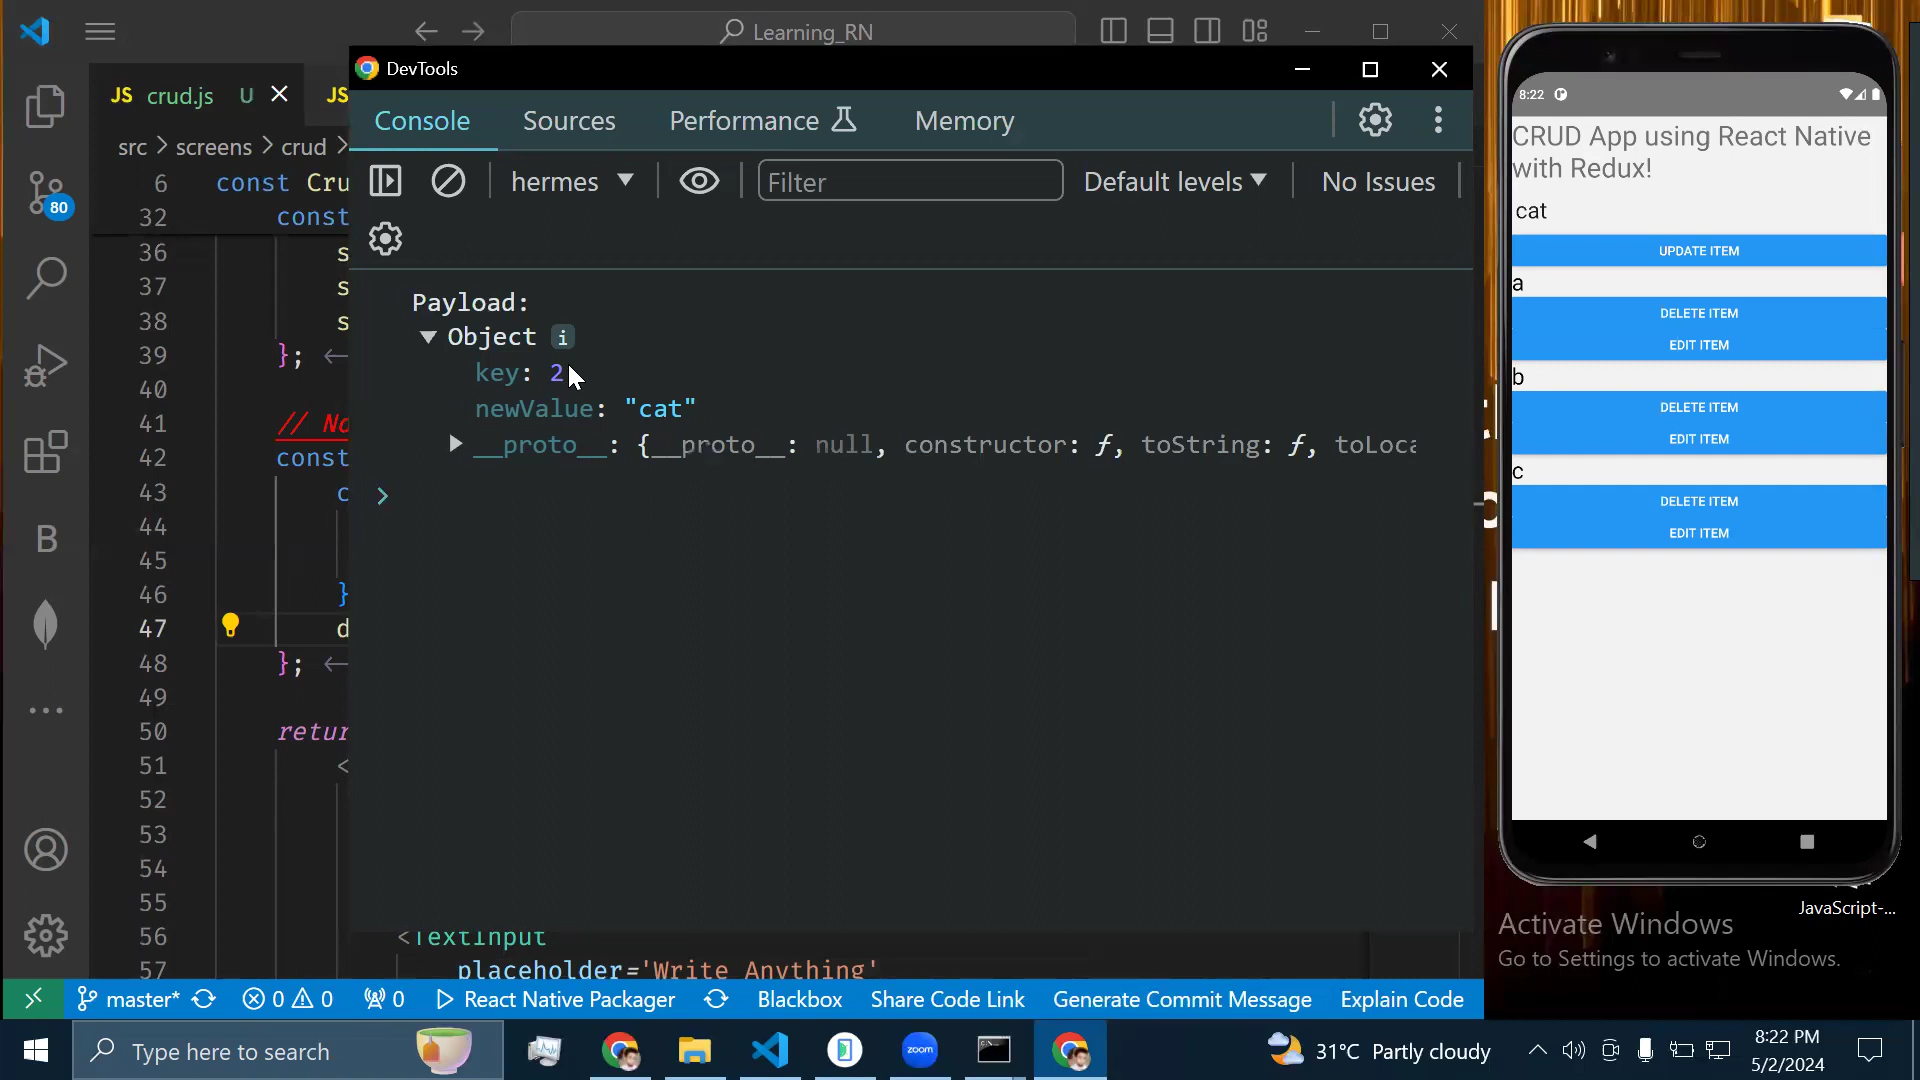 Learning_RN
JS crud.js U
JS
src > screens > crud >
DevTools
Console
Sources
Performance
Memory
hermes
Filter
Default levels
No Issues
6 const Cru
32 const
36 s
37 s
38 s
39 };
40
41 // No
42 const
43 c
44
45
46 }
47 d
48 };
49
50 retur
51 <
52
53
54
55
56 <TextInput
57 placeholder='Write Anything'
Payload:
Object i
key: 2
newValue: "cat"
__proto__: {__proto__: null, constructor: ƒ, toString: ƒ, toLoca
>
80
B
master*
0 0
0
React Native Packager
Blackbox
Share Code Link
Generate Commit Message
Explain Code
8:22
CRUD App using React Native
with Redux!
cat
UPDATE ITEM
a
DELETE ITEM
EDIT ITEM
b
DELETE ITEM
EDIT ITEM
c
DELETE ITEM
EDIT ITEM
JavaScript-...
Activate Windows
Go to Settings to activate Windows.
Type here to search
zoom
31°C Partly cloudy
8:22 PM
5/2/2024